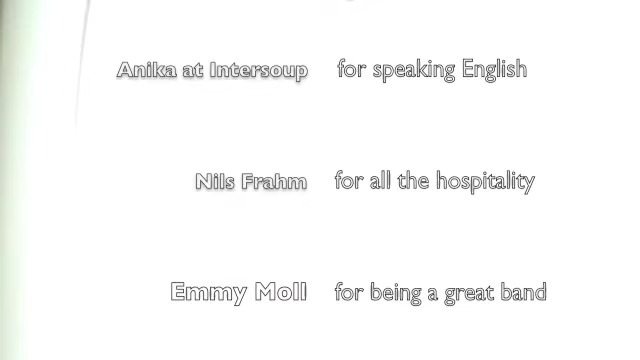 Anika at Intersoup for speaking English
Nils Frahm for all the hospitality
Emmy Moll for being a great band